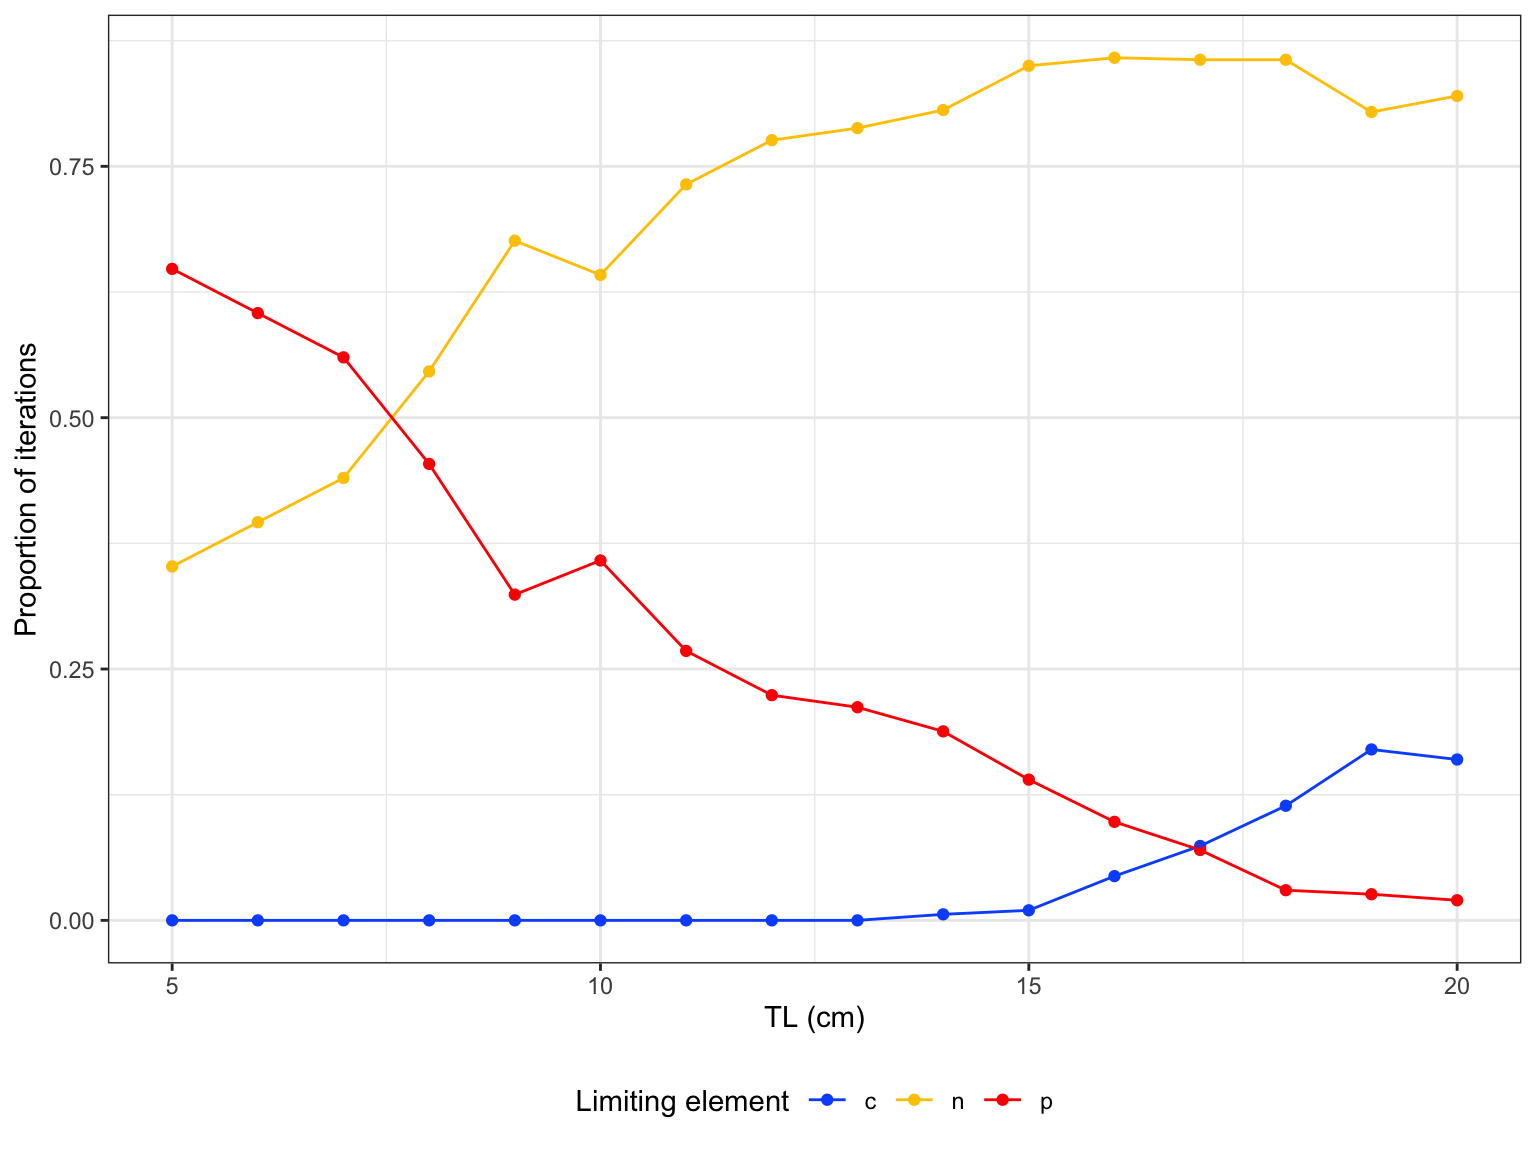 Proportion of iterations
0.75
0.50
0.25
0.00
5 10 15 20
TL (cm)
Limiting element c n p